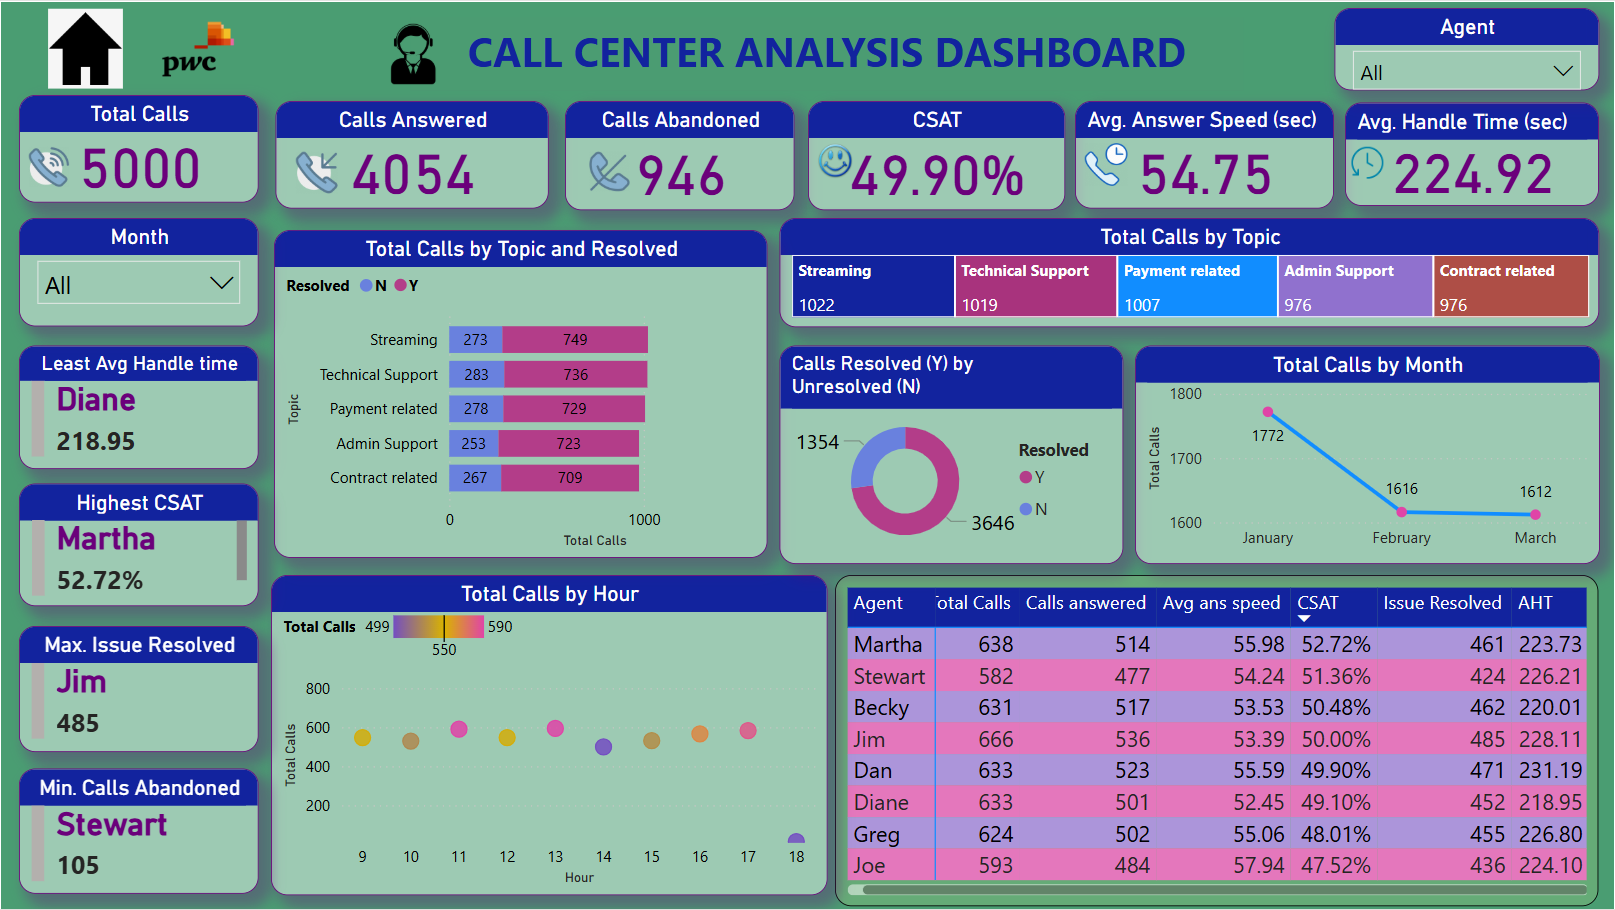 pwc
CALL CENTER ANALYSIS DASHBOARD
Agent
All
Total Calls
5000
Calls Answered
4054
Calls Abandoned
946
CSAT
49.90%
Avg. Answer Speed (sec)
54.75
Avg. Handle Time (sec)
224.92
Month
All
Least Avg Handle time
Diane
218.95
Highest CSAT
Martha
52.72%
Max. Issue Resolved
Jim
485
Min. Calls Abandoned
Stewart
105
Total Calls by Topic and Resolved
Resolved N Y
Topic
Streaming 273 749
Technical Support 283 736
Payment related 278 729
Admin Support 253 723
Contract related 267 709
0 1000
Total Calls
Total Calls by Topic
Streaming Technical Support Payment related Admin Support Contract related
1022 1019 1007 976 976
Calls Resolved (Y) by
Unresolved (N)
1354
3646
Resolved
Y
N
Total Calls by Month
Total Calls
1800
1700
1600
1772
1616
1612
January February March
Total Calls by Hour
Total Calls 499 590
550
Total Calls
800
600
400
200
9 10 11 12 13 14 15 16 17 18
Hour
Agent Total Calls Calls answered Avg ans speed CSAT Issue Resolved AHT
Martha 638 514 55.98 52.72% 461 223.73
Stewart 582 477 54.24 51.36% 424 226.21
Becky 631 517 53.53 50.48% 462 220.01
Jim 666 536 53.39 50.00% 485 228.11
Dan 633 523 55.59 49.90% 471 231.19
Diane 633 501 52.45 49.10% 452 218.95
Greg 624 502 55.06 48.01% 455 226.80
Joe 593 484 57.94 47.52% 436 224.10